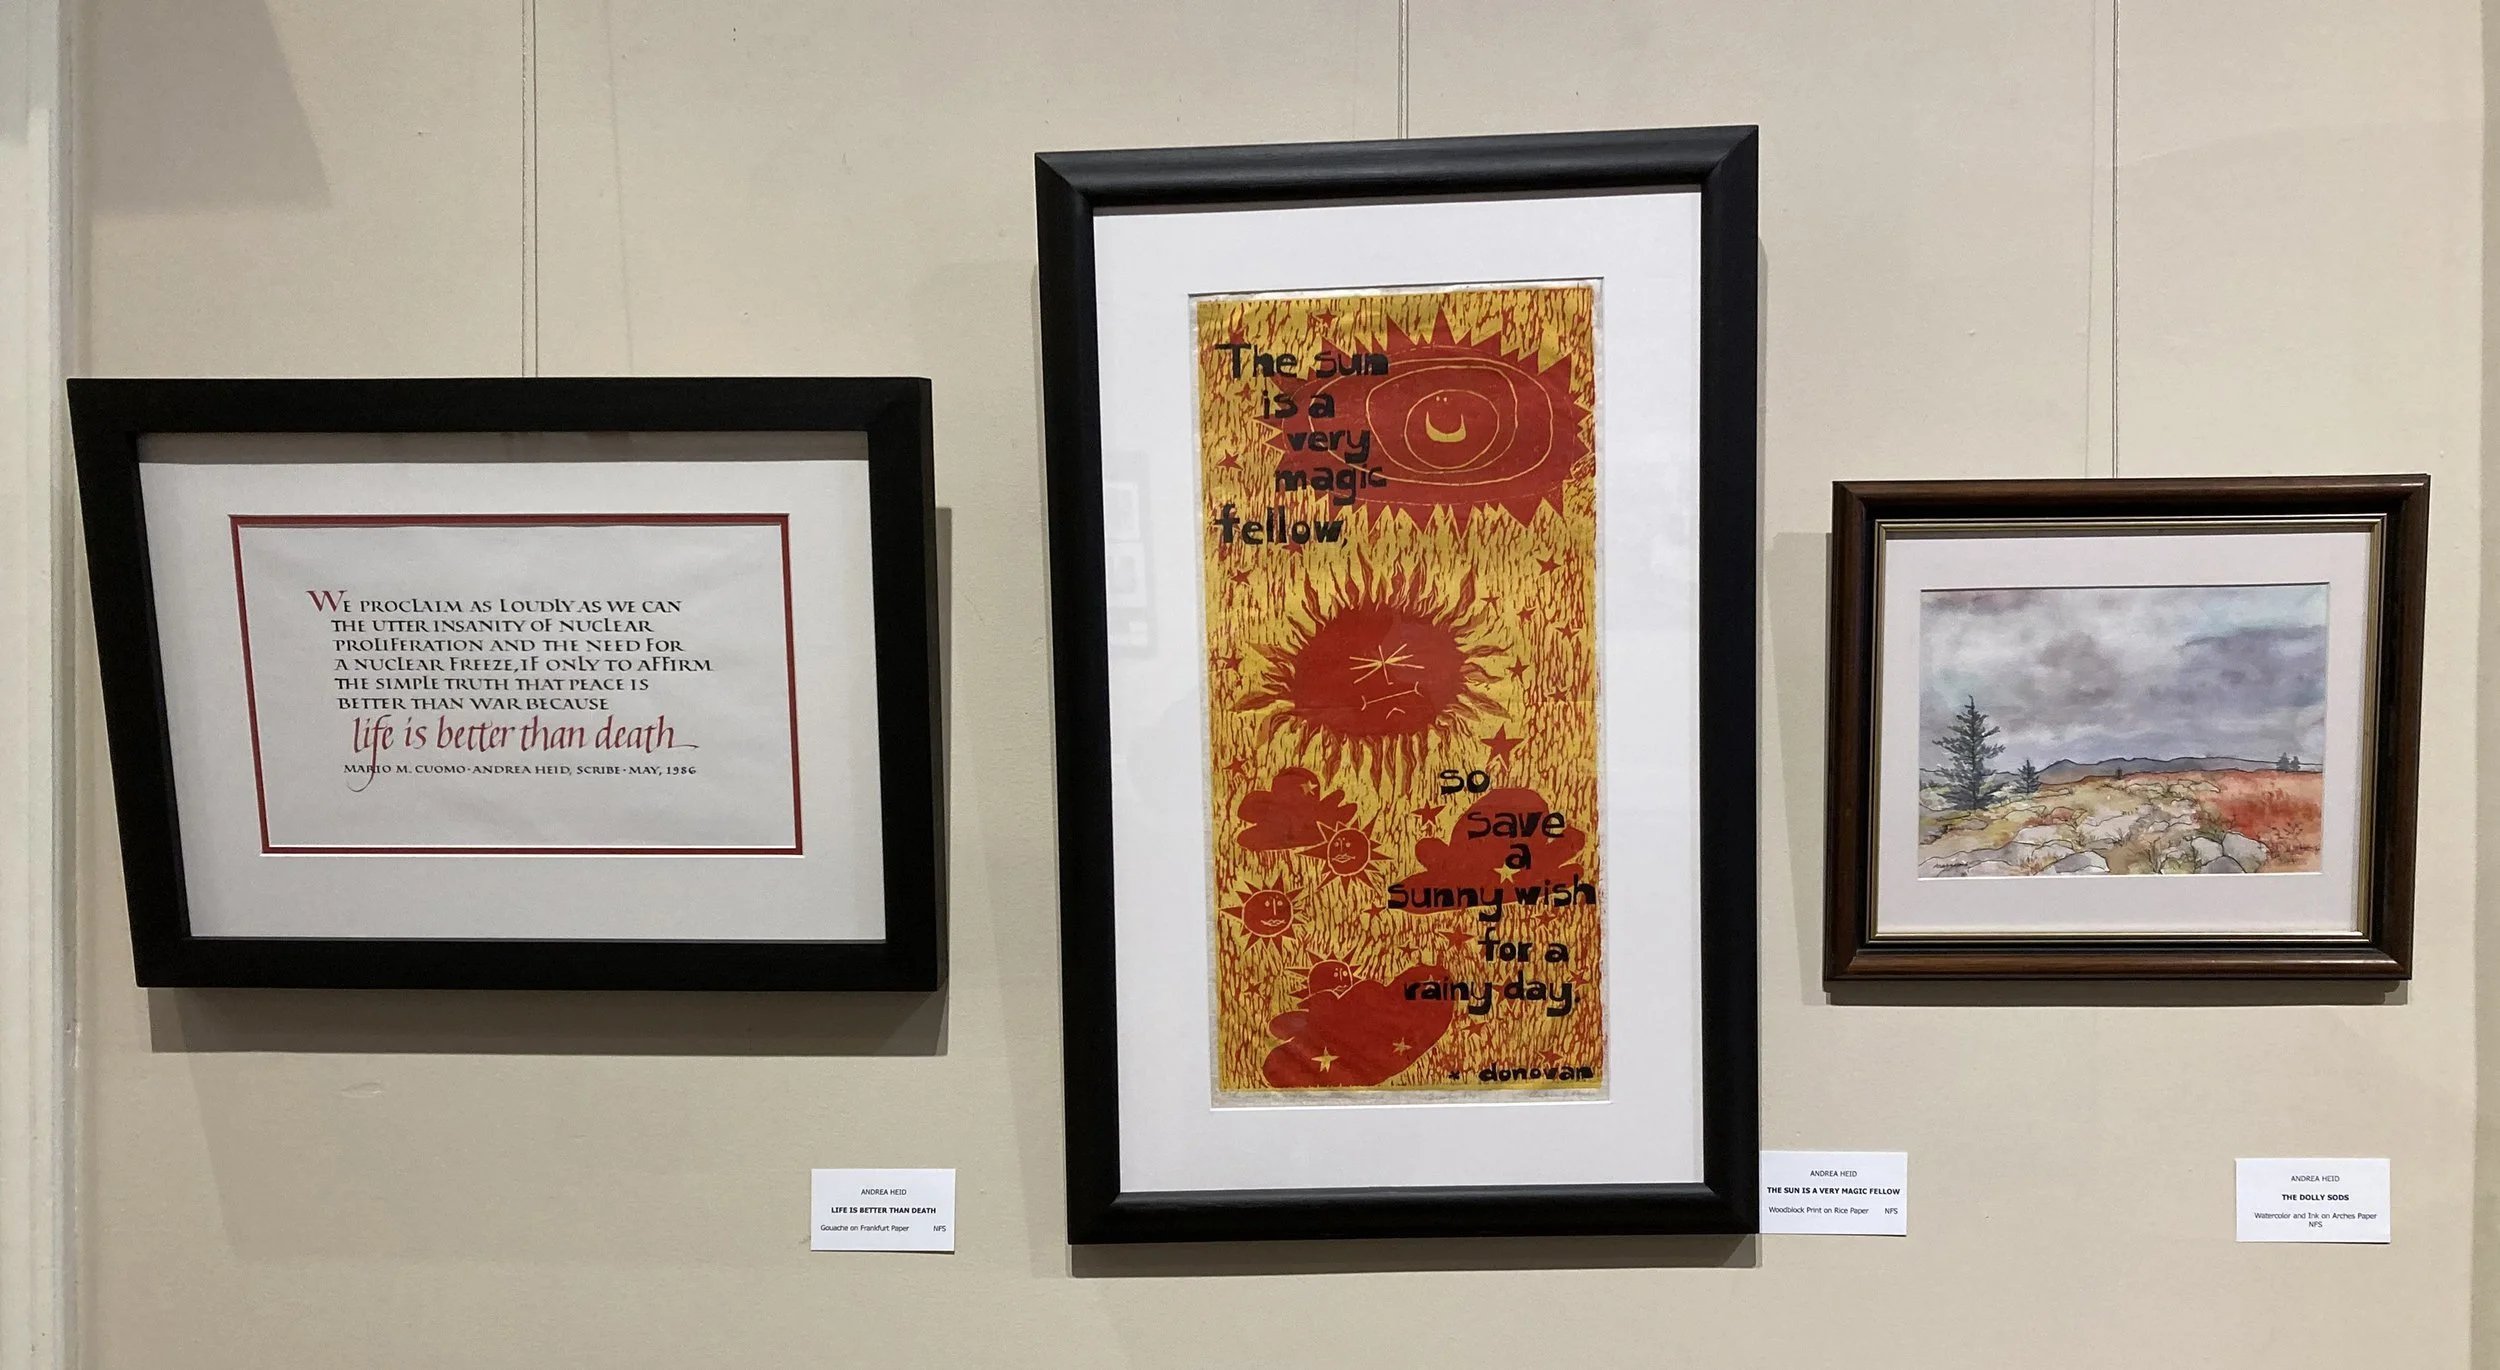 WE PROCLAIM AS LOUDLY AS WE CAN
THE UTTER INSANITY OF NUCLEAR
PROLIFERATION AND THE NEED FOR
A NUCLEAR FREEZE, IF ONLY TO AFFIRM
THE SIMPLE TRUTH THAT PEACE IS
BETTER THAN WAR BECAUSE
life is better than death
MARIO M. CUOMO · ANDREA HEID, SCRIBE · MAY, 1986
ANDREA HEID
LIFE IS BETTER THAN DEATH
Gouache on Frankfurt Paper NFS
The sun
is a
very
magic
fellow,
so
save
a
sunny wish
for a
rainy day.
* donovan
ANDREA HEID
THE SUN IS A VERY MAGIC FELLOW
Woodblock Print on Rice Paper NFS
ANDREA HEID
THE DOLLY SODS
Watercolor and Ink on Arches Paper
NFS